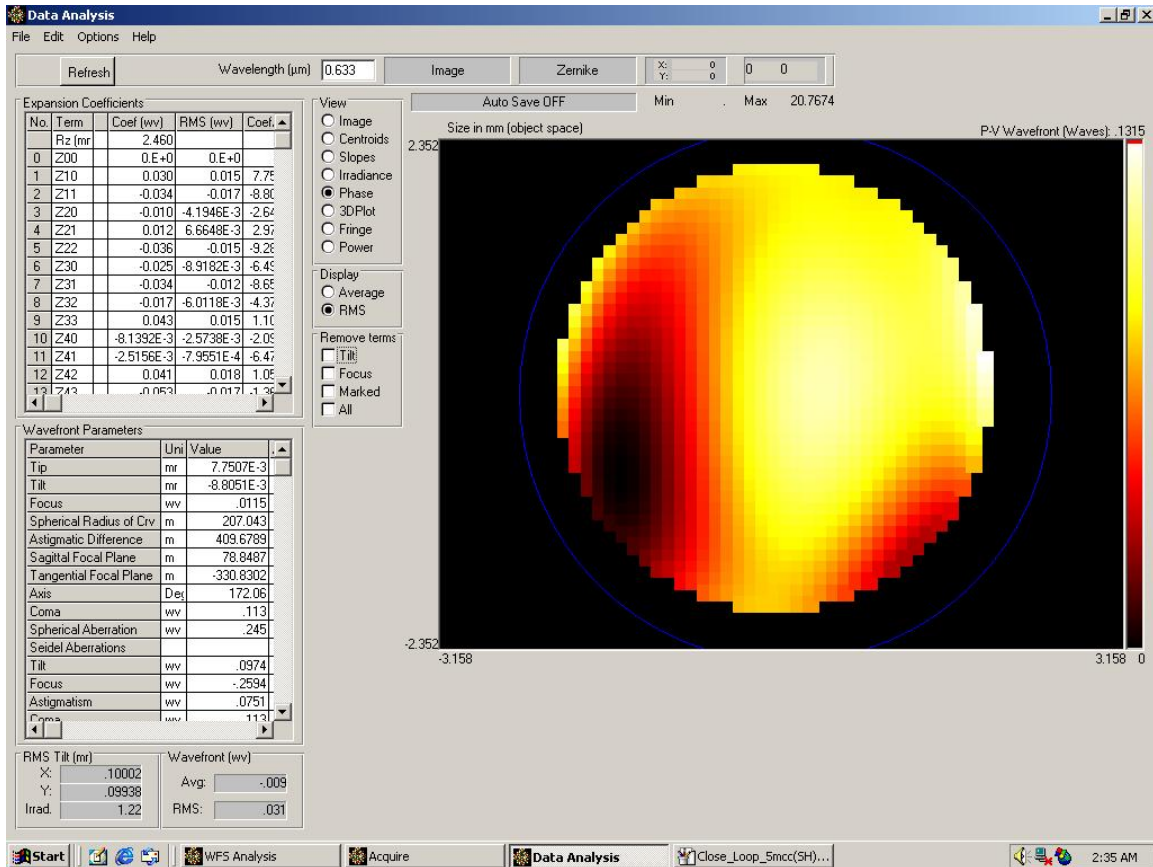 Data Analysis
File Edit Options Help
Refresh Wavelength (µm) 0.633 Image Zernike X: 0 Y: 0 0 0
Auto Save OFF Min . Max 20.7674
Expansion Coefficients
No. Term Coef (wv) RMS (wv) Coef.
Rz (mr 2.460
0 Z00 0.E+0 0.E+0
1 Z10 0.030 0.015 7.75
2 Z11 -0.034 -0.017 -8.80
3 Z20 -0.010 -4.1946E-3 -2.64
4 Z21 0.012 6.6648E-3 2.97
5 Z22 -0.036 -0.015 -9.28
6 Z30 -0.025 -8.9182E-3 -6.49
7 Z31 -0.034 -0.012 -8.65
8 Z32 -0.017 -6.0118E-3 -4.37
9 Z33 0.043 0.015 1.10
10 Z40 -8.1392E-3 -2.5738E-3 -2.09
11 Z41 -2.5156E-3 -7.9551E-4 -6.47
12 Z42 0.041 0.018 1.05
13 Z43 -0.053 -0.017 -1.36
View
Image
Centroids
Slopes
Irradiance
Phase
3DPlot
Fringe
Power
Display
Average
RMS
Remove terms
Tilt
Focus
Marked
All
Size in mm (object space) P-V Wavefront (Waves): .1315
2.352
-2.352
-3.158 3.158 0
Wavefront Parameters
Parameter Uni Value
Tip mr 7.7507E-3
Tilt mr -8.8051E-3
Focus wv .0115
Spherical Radius of Crv m 207.043
Astigmatic Difference m 409.6789
Sagittal Focal Plane m 78.8487
Tangential Focal Plane m -330.8302
Axis Deg 172.06
Coma wv .113
Spherical Aberration wv .245
Seidel Aberrations
Tilt wv .0974
Focus wv -.2594
Astigmatism wv .0751
Coma wv .113
RMS Tilt (mr)
X: .10002
Y: .09938
Irrad. 1.22
Wavefront (wv)
Avg: -.009
RMS: .031
Start WFS Analysis Acquire Data Analysis Close_Loop_5mcc(SH)... 2:35 AM